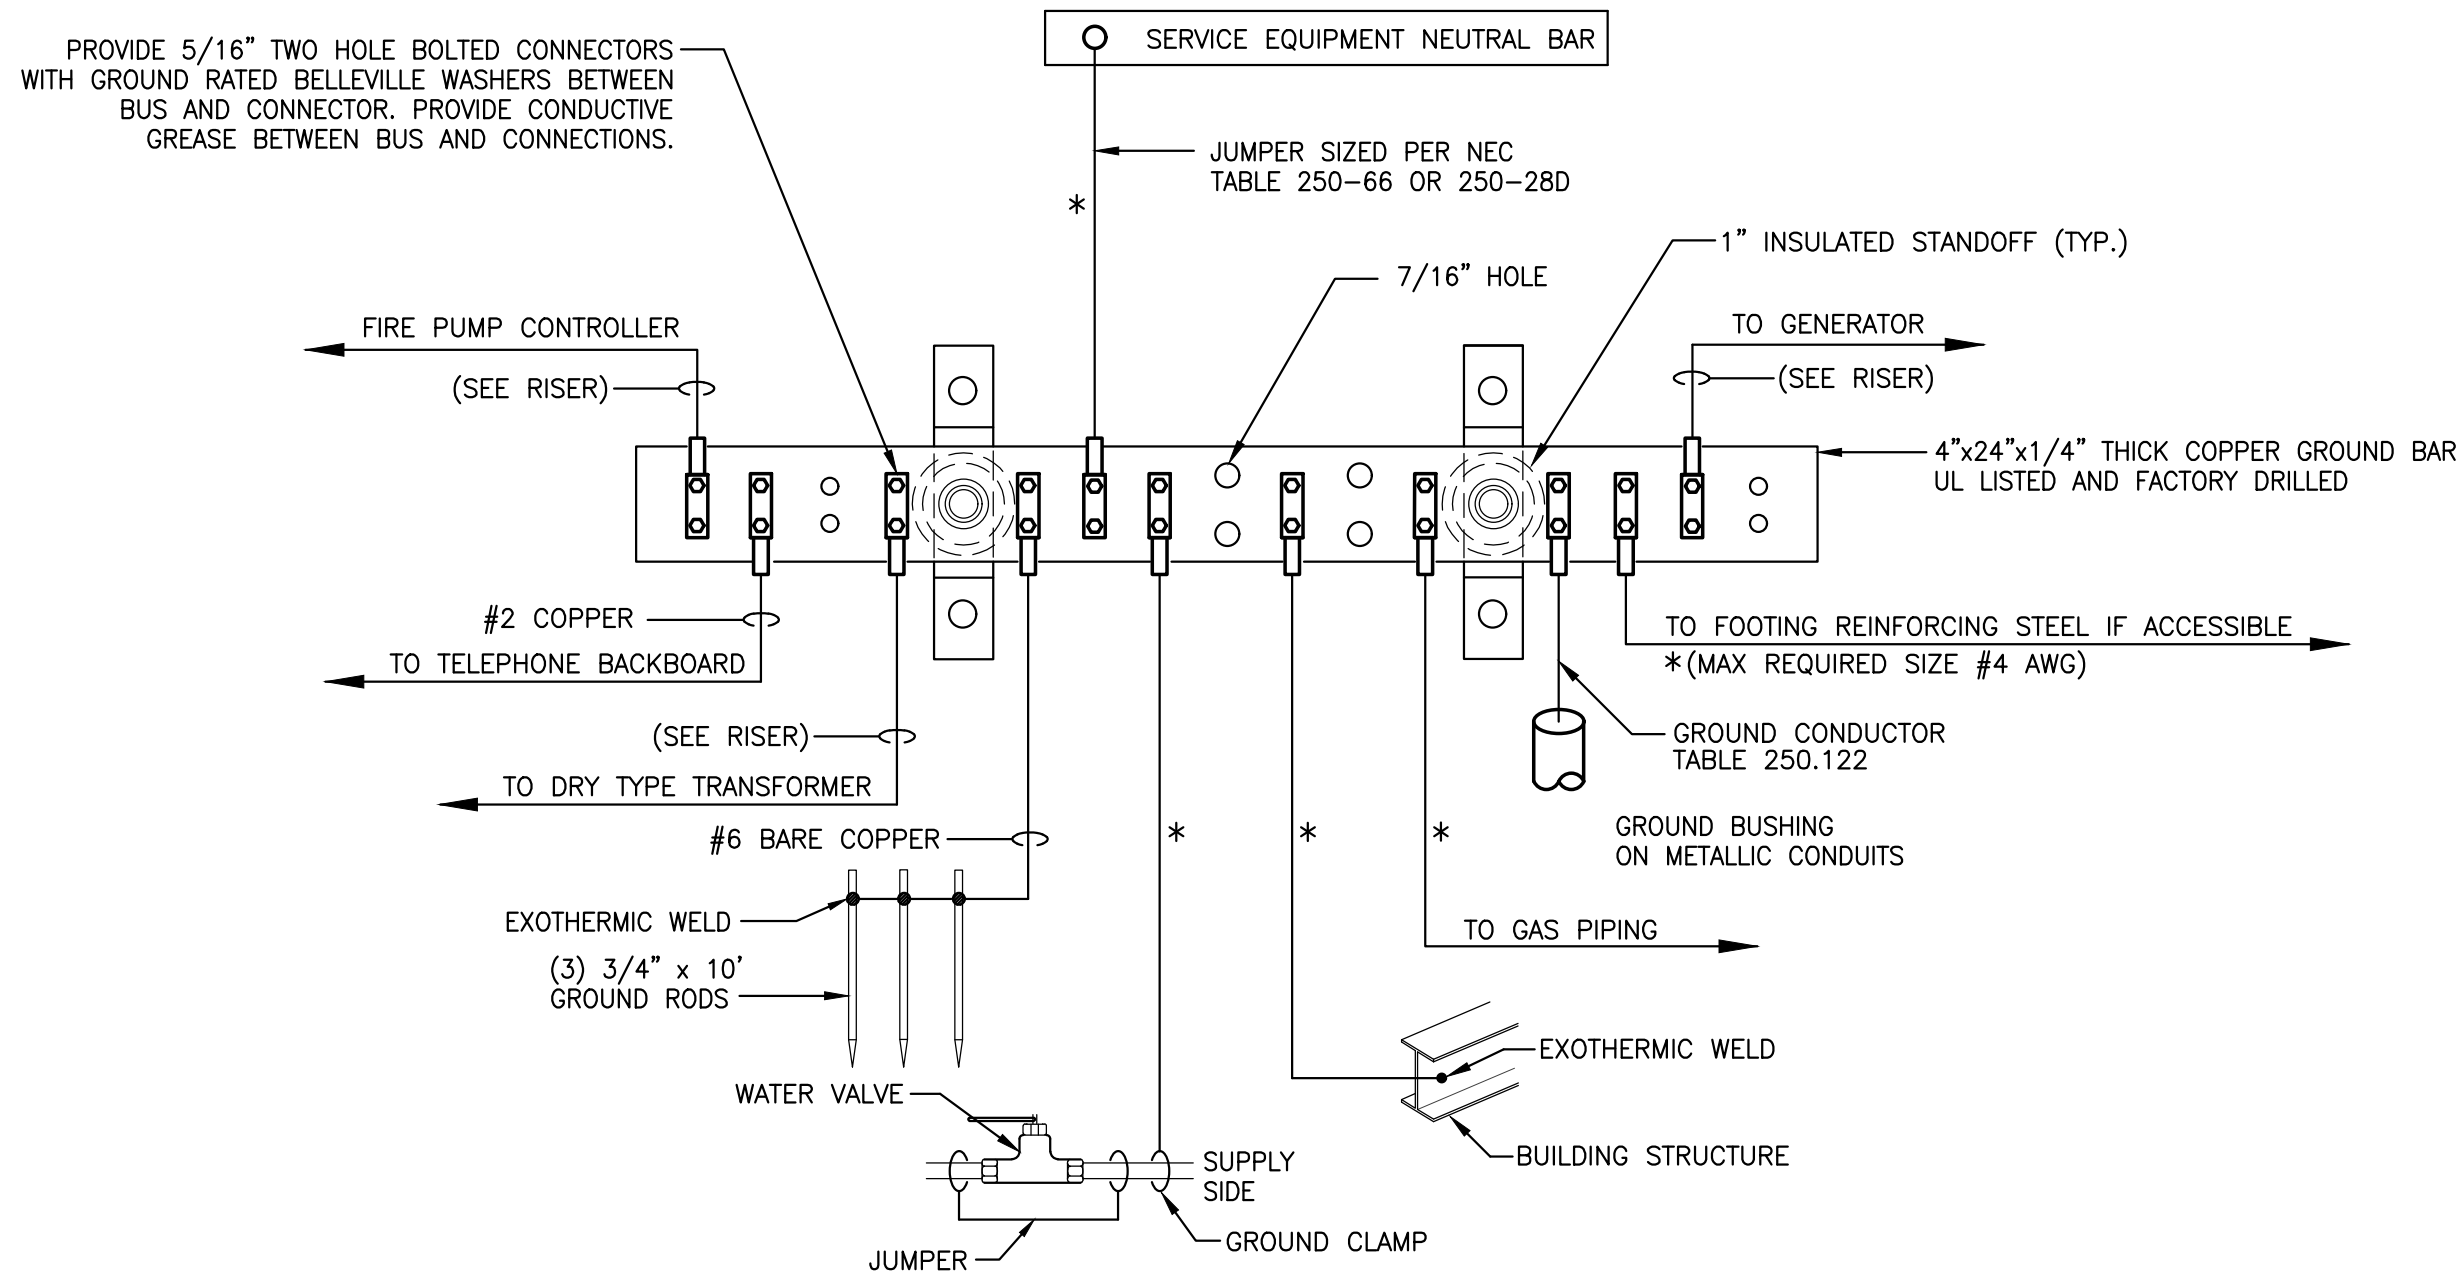 SERVICE EQUIPMENT NEUTRAL BAR
PROVIDE 5/16" TWO HOLE BOLTED CONNECTORS
WITH GROUND RATED BELLEVILLE WASHERS BETWEEN
BUS AND CONNECTOR. PROVIDE CONDUCTIVE
GREASE BETWEEN BUS AND CONNECTIONS.
JUMPER SIZED PER NEC
TABLE 250-66 OR 250-28D
*
1" INSULATED STANDOFF (TYP.)
7/16" HOLE
FIRE PUMP CONTROLLER
(SEE RISER)
TO GENERATOR
(SEE RISER)
4"x24"x1/4" THICK COPPER GROUND BAR
UL LISTED AND FACTORY DRILLED
#2 COPPER
TO TELEPHONE BACKBOARD
TO FOOTING REINFORCING STEEL IF ACCESSIBLE
*(MAX REQUIRED SIZE #4 AWG)
(SEE RISER)
TO DRY TYPE TRANSFORMER
GROUND CONDUCTOR
TABLE 250.122
#6 BARE COPPER
*
*
*
GROUND BUSHING
ON METALLIC CONDUITS
EXOTHERMIC WELD
TO GAS PIPING
(3) 3/4" x 10'
GROUND RODS
EXOTHERMIC WELD
WATER VALVE
BUILDING STRUCTURE
SUPPLY
SIDE
GROUND CLAMP
JUMPER